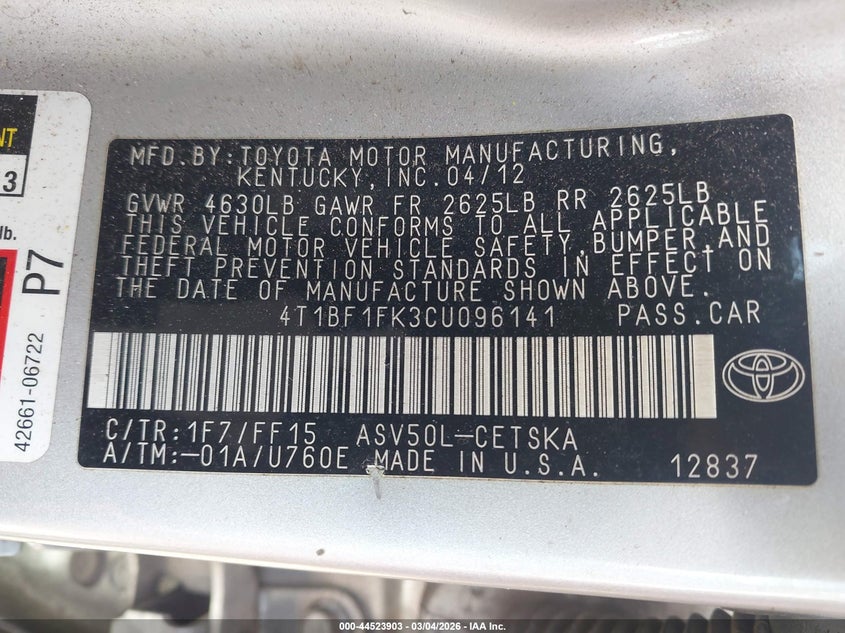 NT
13
lb.
P7
42661-06722
MFD.BY:TOYOTA MOTOR MANUFACTURING,
KENTUCKY,INC.04/12
GVWR 4630LB GAWR FR 2625LB RR 2625LB
THIS VEHICLE CONFORMS TO ALL APPLICABLE
FEDERAL MOTOR VEHICLE SAFETY,BUMPER,AND
THEFT PREVENTION STANDARDS IN EFFECT ON
THE DATE OF MANUFACTURE SHOWN ABOVE.
4T1BF1FK3CU096141 PASS.CAR
C/TR:1F7/FF15 ASV50L-CETSKA
A/TM:-01A/U760E MADE IN U.S.A. 12837
000-44523903 - 03/04/2026 - IAA Inc.